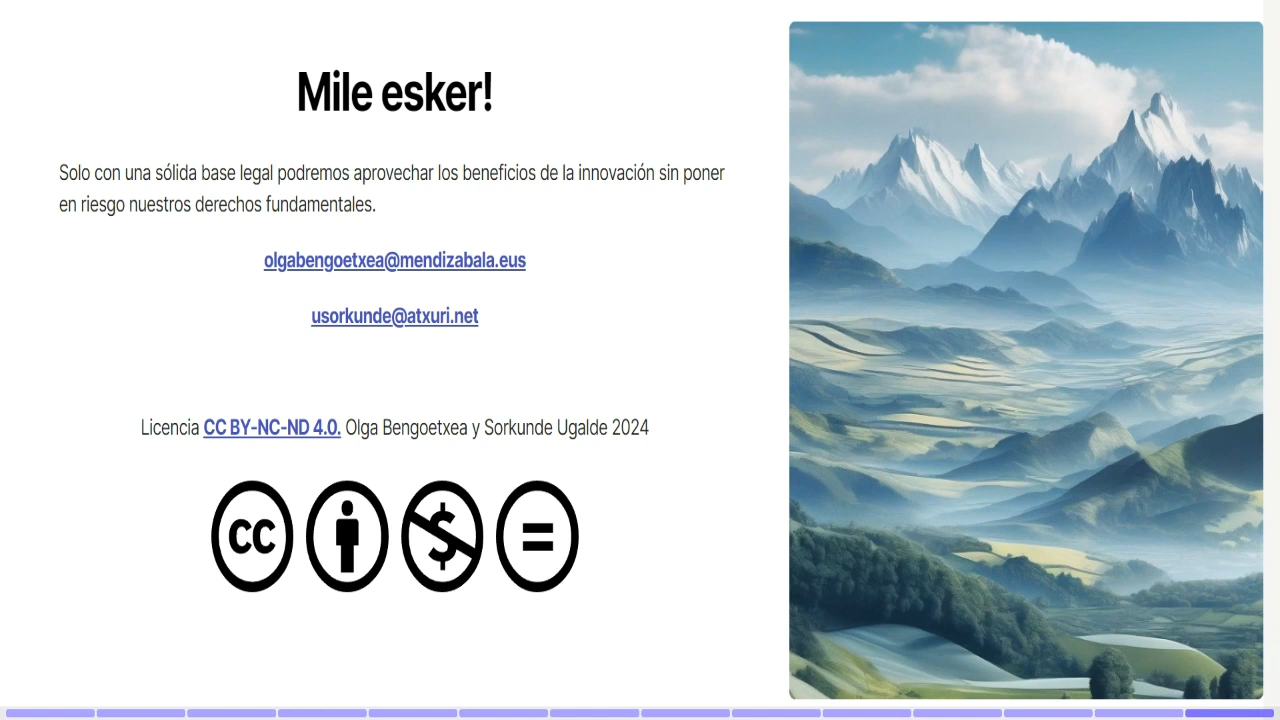 Mile esker!
Solo con una sólida base legal podremos aprovechar los beneficios de la innovación sin poner
en riesgo nuestros derechos fundamentales.
olgabengoetxea@mendizabala.eus
usorkunde@atxuri.net
Licencia CC BY-NC-ND 4.0. Olga Bengoetxea y Sorkunde Ugalde 2024
cc $ =